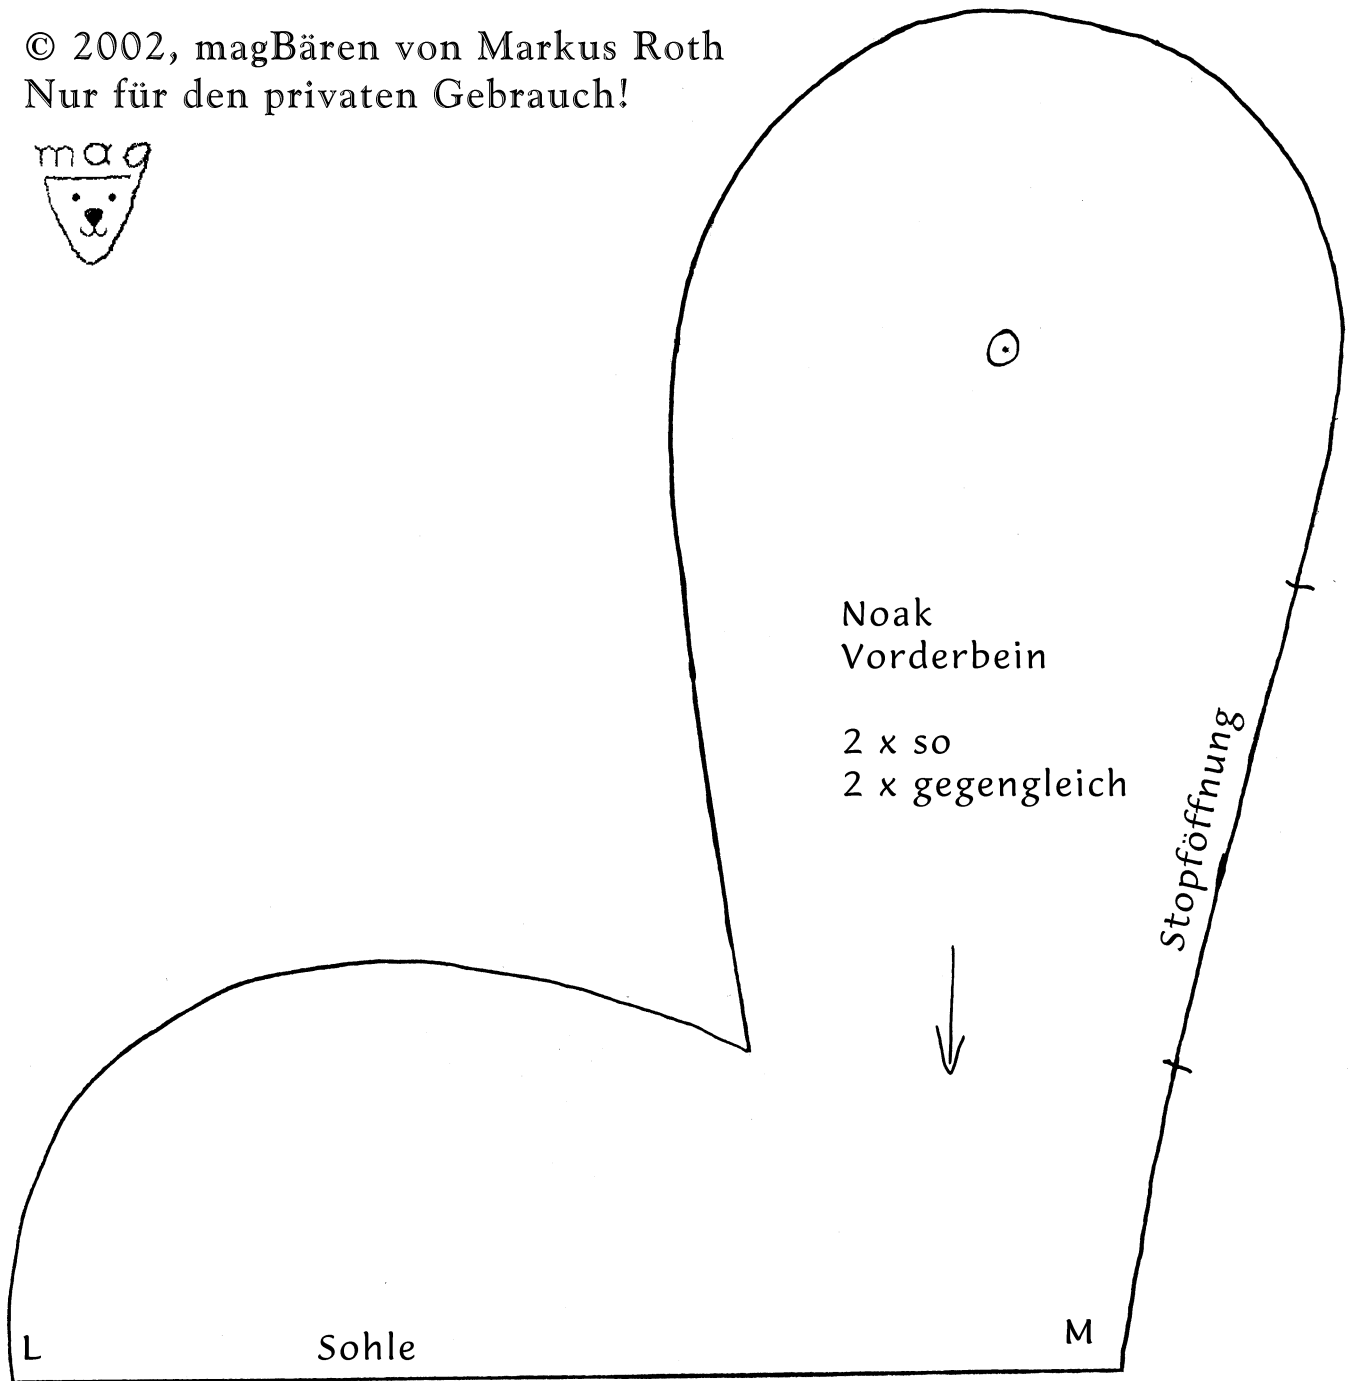 © 2002, magBären von Markus Roth
Nur für den privaten Gebrauch!
mag
Noak
Vorderbein
2 x so
2 x gegengleich
Stopföffnung
L
Sohle
M